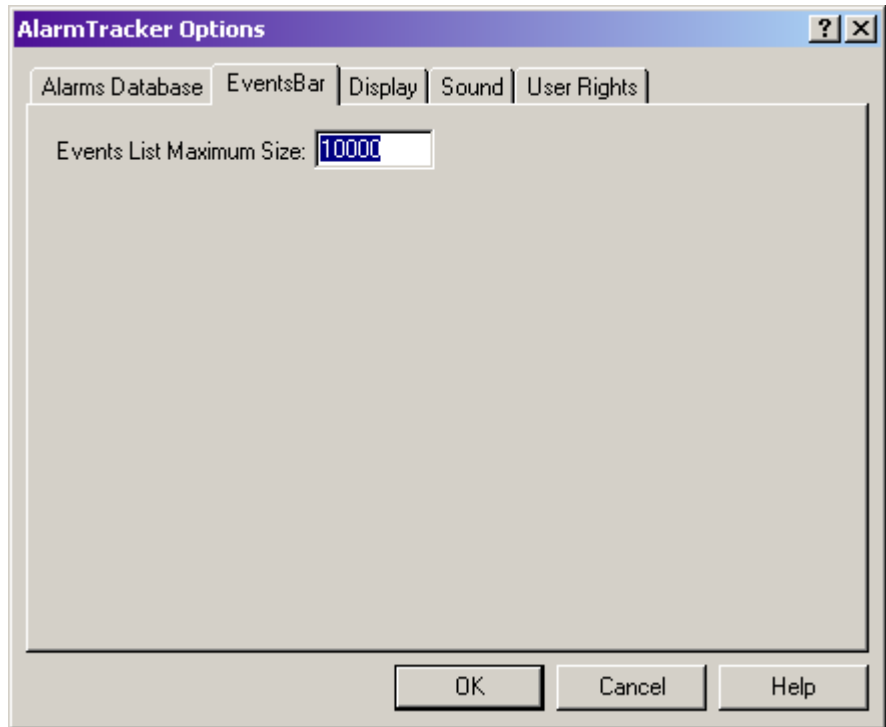 AlarmTracker Options
Alarms Database EventsBar Display Sound User Rights
Events List Maximum Size: 10000
OK Cancel Help